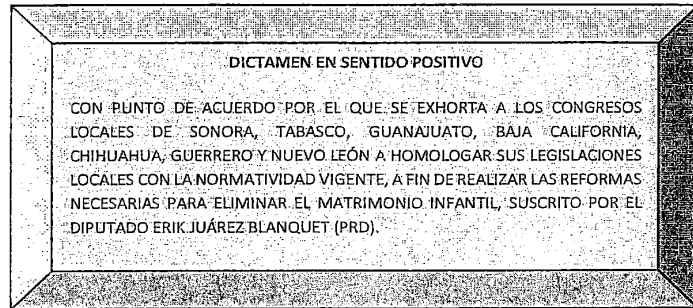 DICTAMEN EN SENTIDO POSITIVO
CON PUNTO DE ACUERDO POR EL QUE SE EXHORTA A LOS CONGRESOS
LOCALES DE SONORA, TABASCO, GUANAJUATO, BAJA CALIFORNIA,
CHIHUAHUA, GUERRERO Y NUEVO LEÓN A HOMOLOGAR SUS LEGISLACIONES
LOCALES CON LA NORMATIVIDAD VIGENTE, A FIN DE REALIZAR LAS REFORMAS
NECESARIAS PARA ELIMINAR EL MATRIMONIO INFANTIL, SUSCRITO POR EL
DIPUTADO ERIK JUÁREZ BLANQUET (PRD).